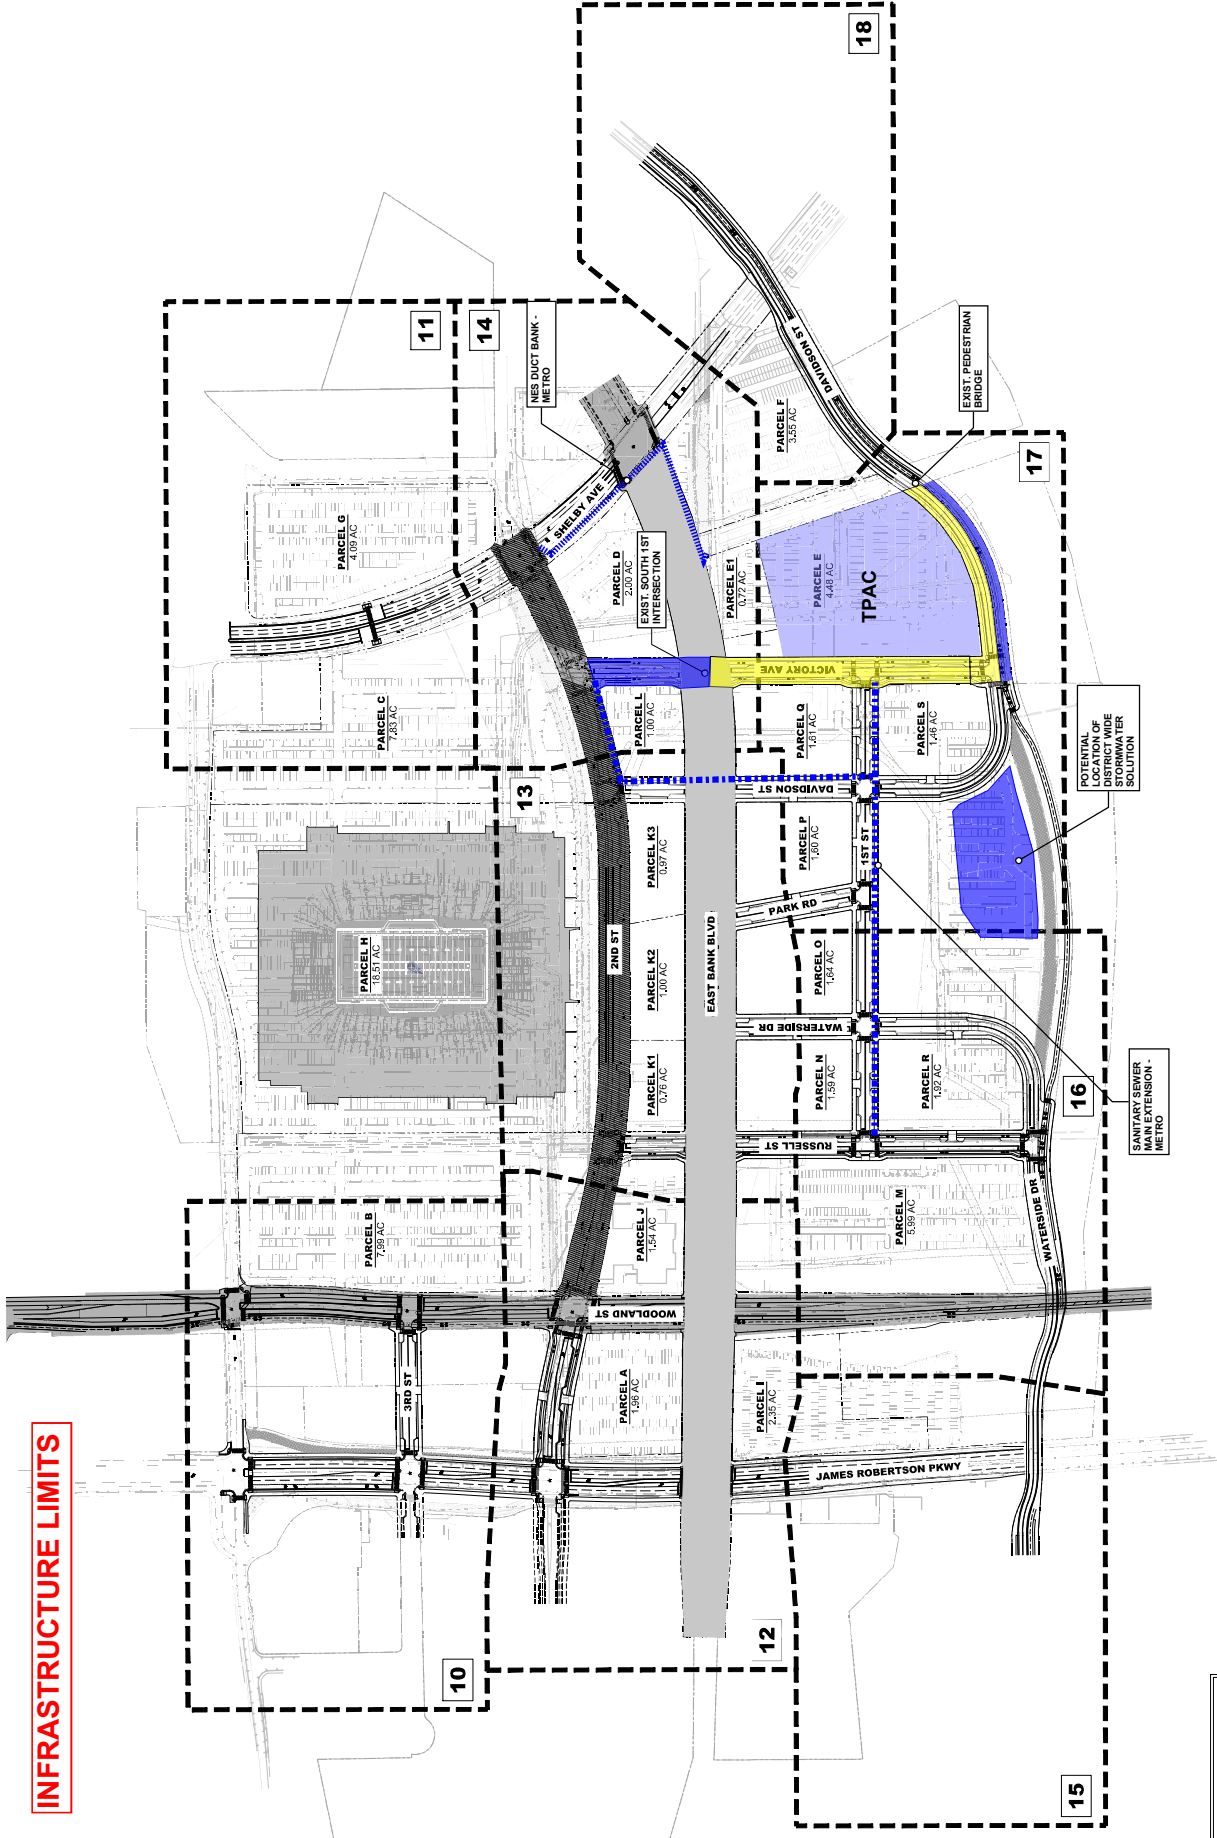 INFRASTRUCTURE LIMITS
18
11
14
NES DUCT BANK -
METRO
DAVIDSON ST
EXIST. PEDESTRIAN
BRIDGE
PARCEL F
3.55 AC
17
SHELBY AVE
PARCEL G
4.09 AC
PARCEL D
2.00 AC
EXIST. SOUTH 1ST
INTERSECTION
PARCEL E1
0.72 AC
PARCEL E
4.48 AC
TPAC
VICTORY AVE
PARCEL C
7.83 AC
PARCEL L
1.00 AC
PARCEL Q
1.61 AC
PARCEL S
1.46 AC
POTENTIAL
LOCATION OF
DISTRICT WIDE
STORMWATER
SOLUTION
13
DAVIDSON ST
PARCEL K3
0.97 AC
PARCEL P
1.60 AC
1ST ST
PARK RD
PARCEL H
18.51 AC
2ND ST
PARCEL K2
1.00 AC
EAST BANK BLVD
PARCEL O
1.64 AC
WATERSIDE DR
PARCEL K1
0.76 AC
PARCEL N
1.59 AC
PARCEL R
1.92 AC
16
SANITARY SEWER
MAIN EXTENSION -
METRO
RUSSELL ST
PARCEL B
7.99 AC
PARCEL J
1.54 AC
PARCEL M
5.99 AC
WATERSIDE DR
WOODLAND ST
3RD ST
PARCEL A
1.96 AC
PARCEL I
2.35 AC
JAMES ROBERTSON PKWY
10
12
15